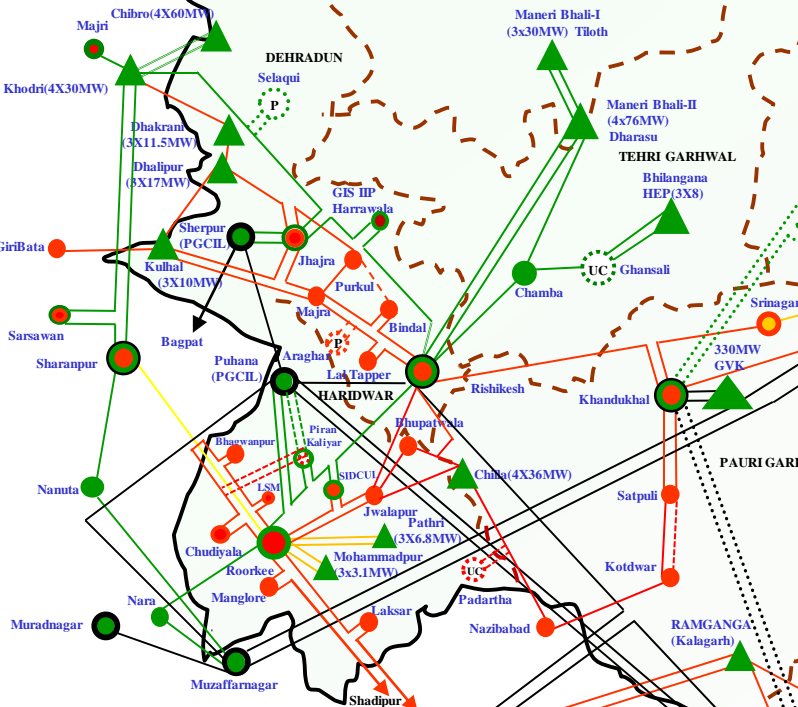 Chibro(4X60MW)
Majri
Maneri Bhali-I
(3x30MW) Tiloth
DEHRADUN
Selaqui
P
Khodri(4X30MW)
Maneri Bhali-II
(4x76MW)
Dharasu
Dhakrani
(3X11.5MW)
TEHRI GARHWAL
Dhalipur
(3X17MW)
Bhilangana
HEP(3X8)
GIS IIP
Harrawala
Sherpur
(PGCIL)
GiriBata
Kulhal
(3X10MW)
Jhajra
Purkul
UC
Ghansali
Chamba
Majra
Srinagar
Sarsawan
Bindal
Bagpat
P
Araghar
330MW
GVK
Sharanpur
Puhana
(PGCIL)
Lal Tapper
Rishikesh
HARIDWAR
Khandukhal
Bhupatwala
Piran
Kaliyar
Bhagwanpur
PAURI GARH
SIDCUL
Chilla(4X36MW)
Nanuta
LSM
Jwalapur
Satpuli
Pathri
(3X6.8MW)
Chudiyala
Roorkee
Mohammadpur
(3x3.1MW)
UC
Kotdwar
Manglore
Nara
Padartha
Laksar
Muradnagar
Nazibabad
RAMGANGA
(Kalagarh)
Muzaffarnagar
Shadipur